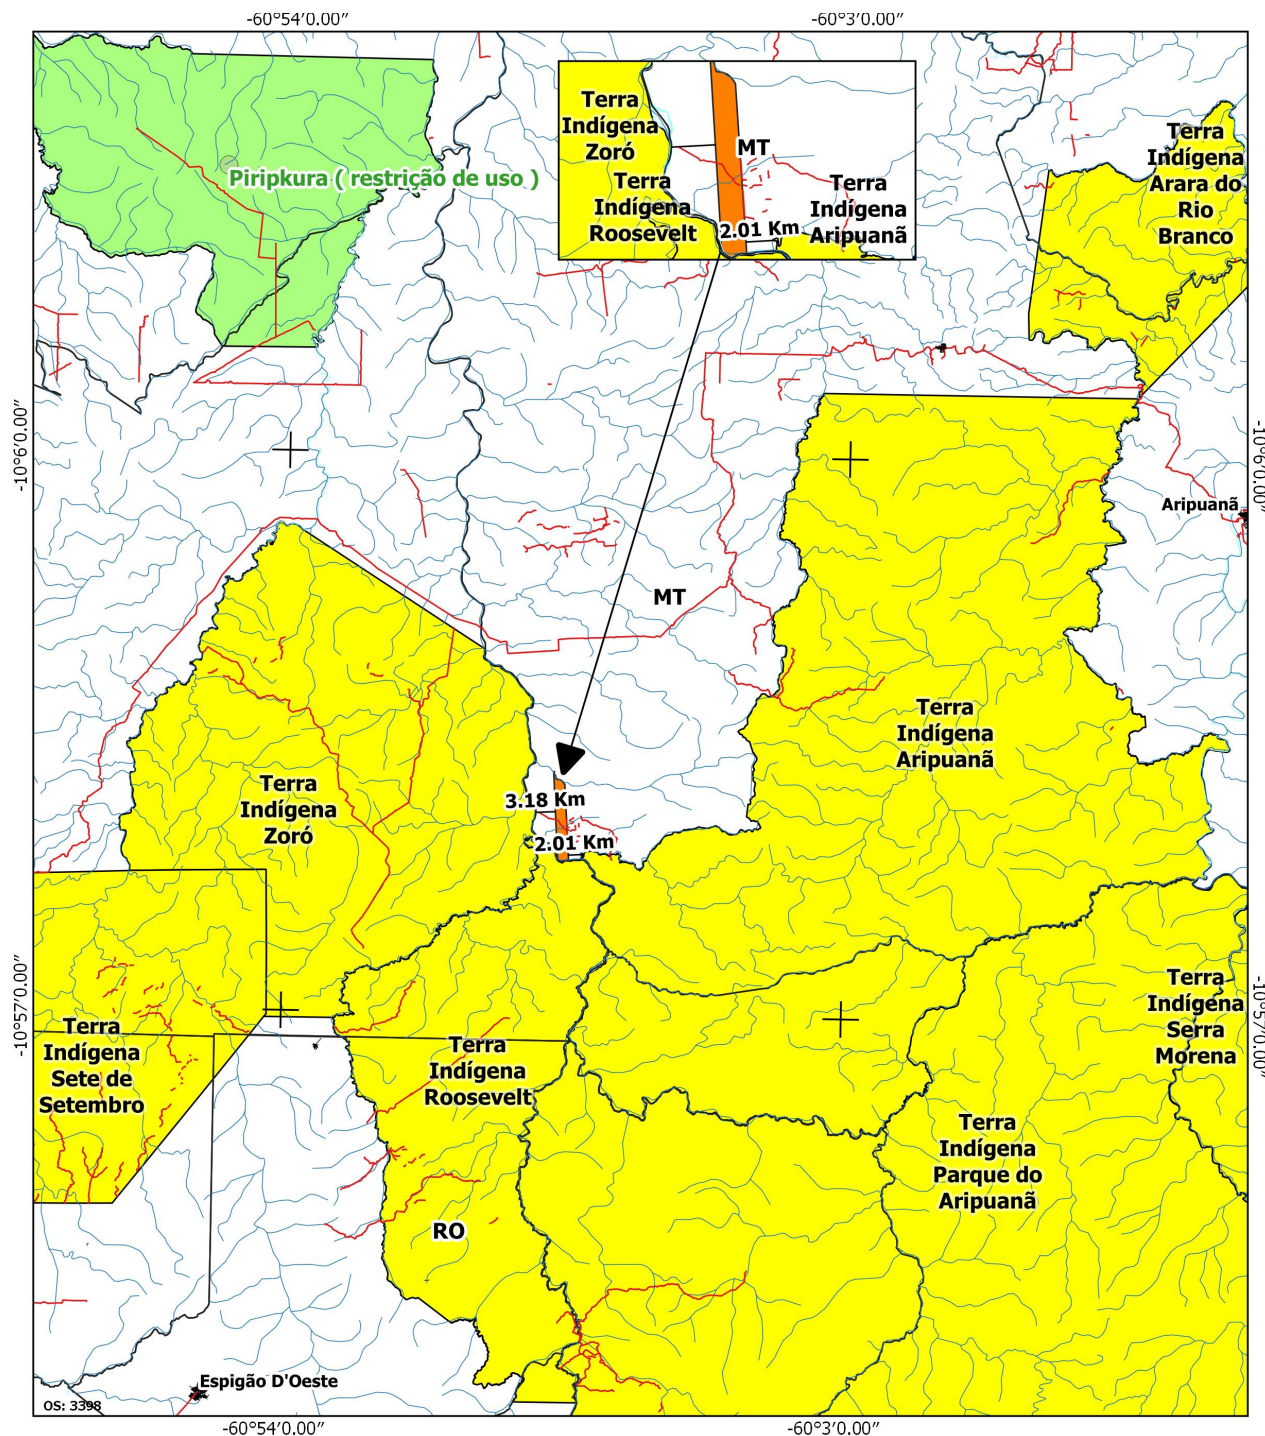 -60°54′0.00″
-60°3′0.00″
Terra
Indígena
Zoró
Terra
Indígena
Roosevelt
MT
Terra
Indígena
Aripuanã
2.01 Km
Terra
Indígena
Arara do
Rio
Branco
Piripkura ( restrição de uso )
-10°6′0.00″
-10°6′0.00″
Aripuanã
MT
Terra
Indígena
Aripuanã
Terra
Indígena
Zoró
3.18 Km
2.01 Km
-10°57′0.00″
-10°57′0.00″
Terra
Indígena
Serra
Morena
Terra
Indígena
Sete de
Setembro
Terra
Indígena
Roosevelt
Terra
Indígena
Parque do
Aripuanã
RO
Espigão D'Oeste
OS: 3398
-60°54′0.00″
-60°3′0.00″